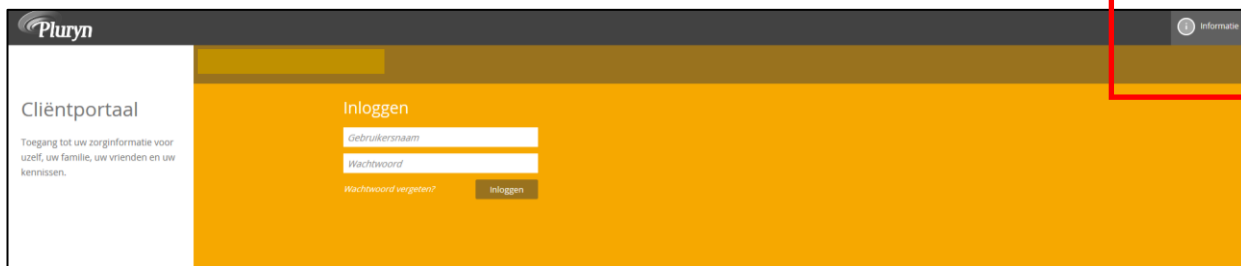 Pluryn
Informatie
Cliëntportaal
Toegang tot uw zorginformatie voor
uzelf, uw familie, uw vrienden en uw
kennissen.
Inloggen
Gebruikersnaam
Wachtwoord
Wachtwoord vergeten?
Inloggen